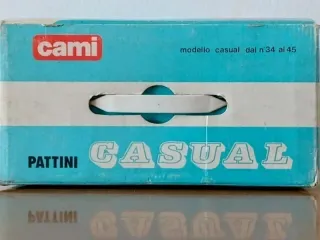 cami
modello casual dal n°34 al 45
PATTINI CASUAL